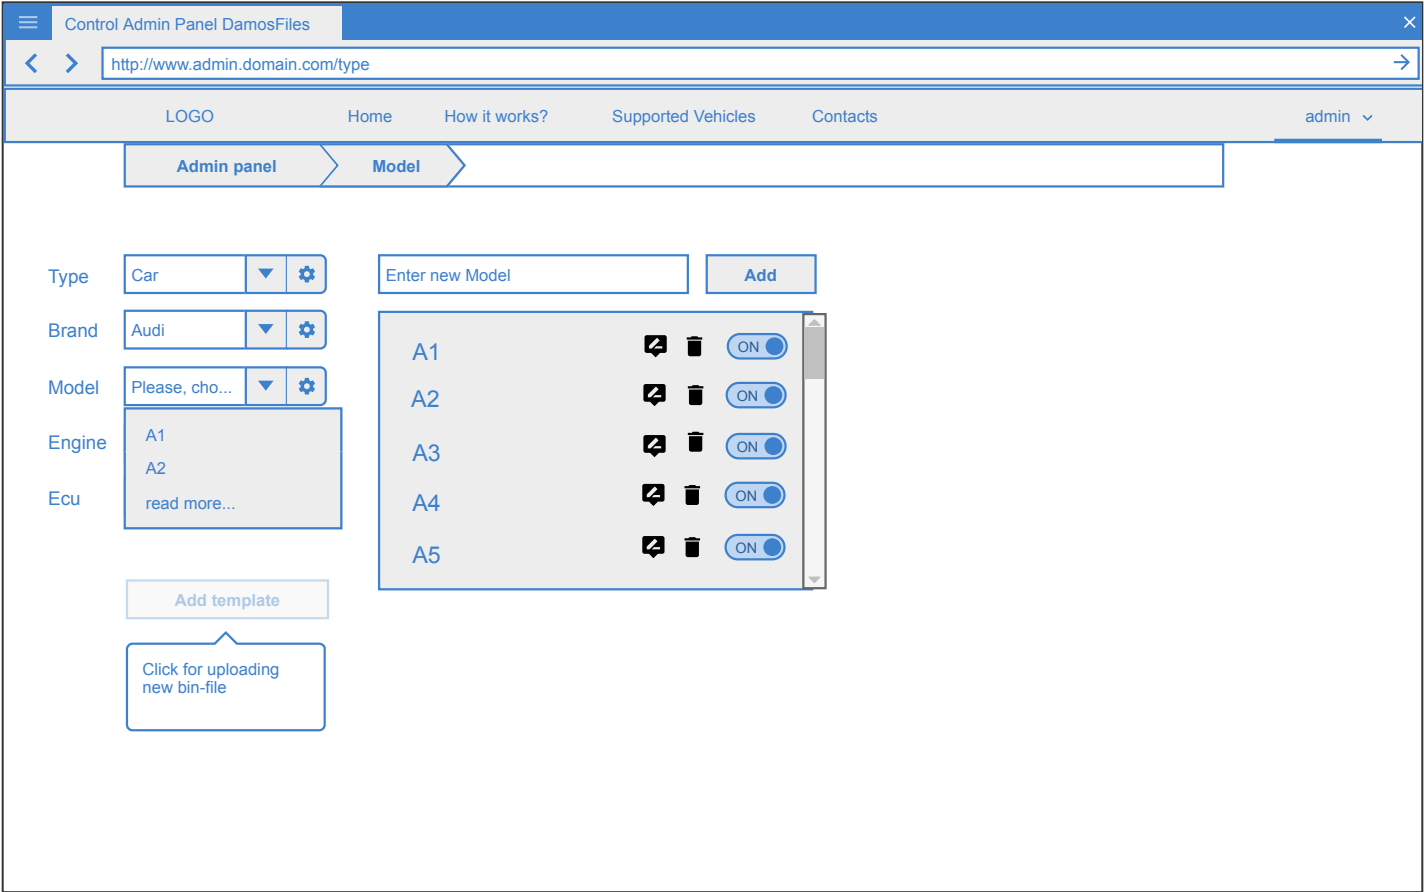 Control Admin Panel DamosFiles
http://www.admin.domain.com/type
LOGO Home How it works? Supported Vehicles Contacts admin
Admin panel Model
Type Car Enter new Model Add
Brand Audi
Model Please, cho...
Engine
Ecu
A1
A2
read more...
A1 ON
A2 ON
A3 ON
A4 ON
A5 ON
Add template
Click for uploading
new bin-file